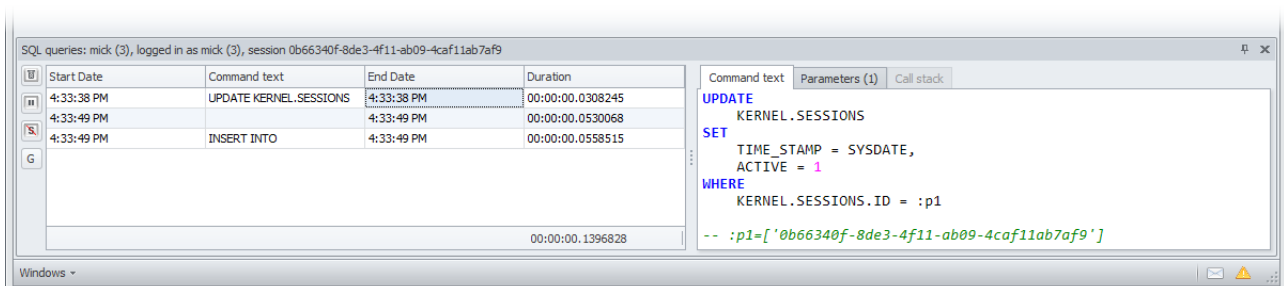 SQL queries: mick (3), logged in as mick (3), session 0b66340f-8de3-4f11-ab09-4caf11ab7af9
Start Date Command text End Date Duration
4:33:38 PM UPDATE KERNEL.SESSIONS 4:33:38 PM 00:00:00.0308245
4:33:49 PM 4:33:49 PM 00:00:00.0530068
4:33:49 PM INSERT INTO 4:33:49 PM 00:00:00.0558515
00:00:00.1396828
S
G
Command text Parameters (1) Call stack
UPDATE
KERNEL.SESSIONS
SET
TIME_STAMP = SYSDATE,
ACTIVE = 1
WHERE
KERNEL.SESSIONS.ID = :p1
-- :p1=['0b66340f-8de3-4f11-ab09-4caf11ab7af9']
Windows